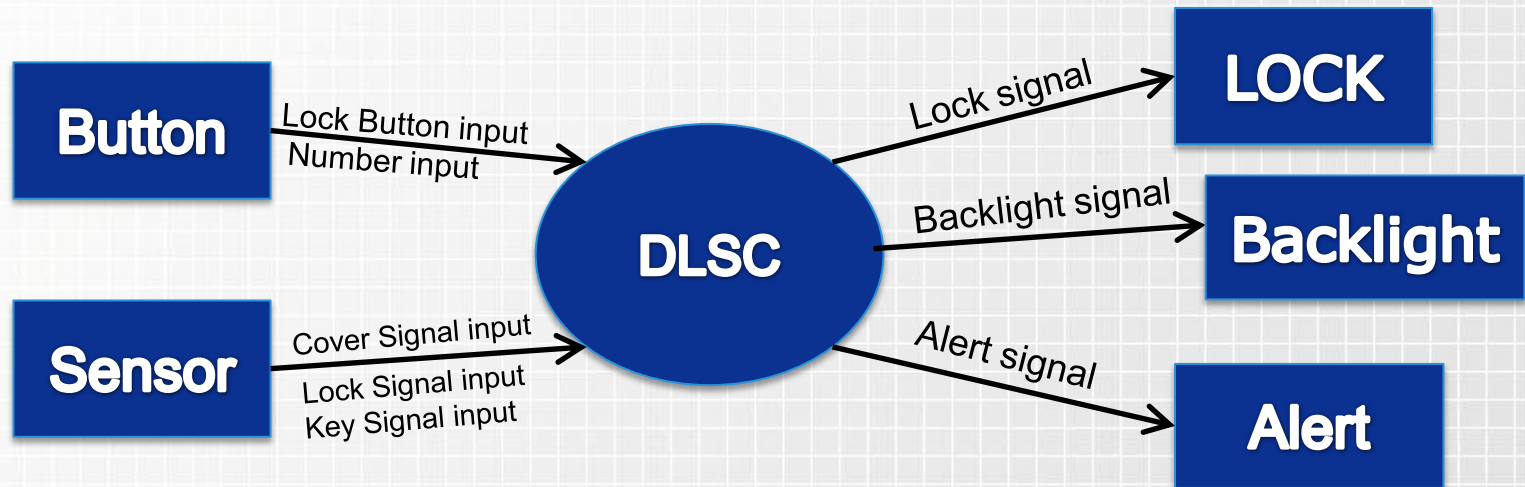 Button
Lock Button input
Number input
Sensor
Cover Signal input
Lock Signal input
Key Signal input
DLSC
Lock signal
LOCK
Backlight signal
Backlight
Alert signal
Alert